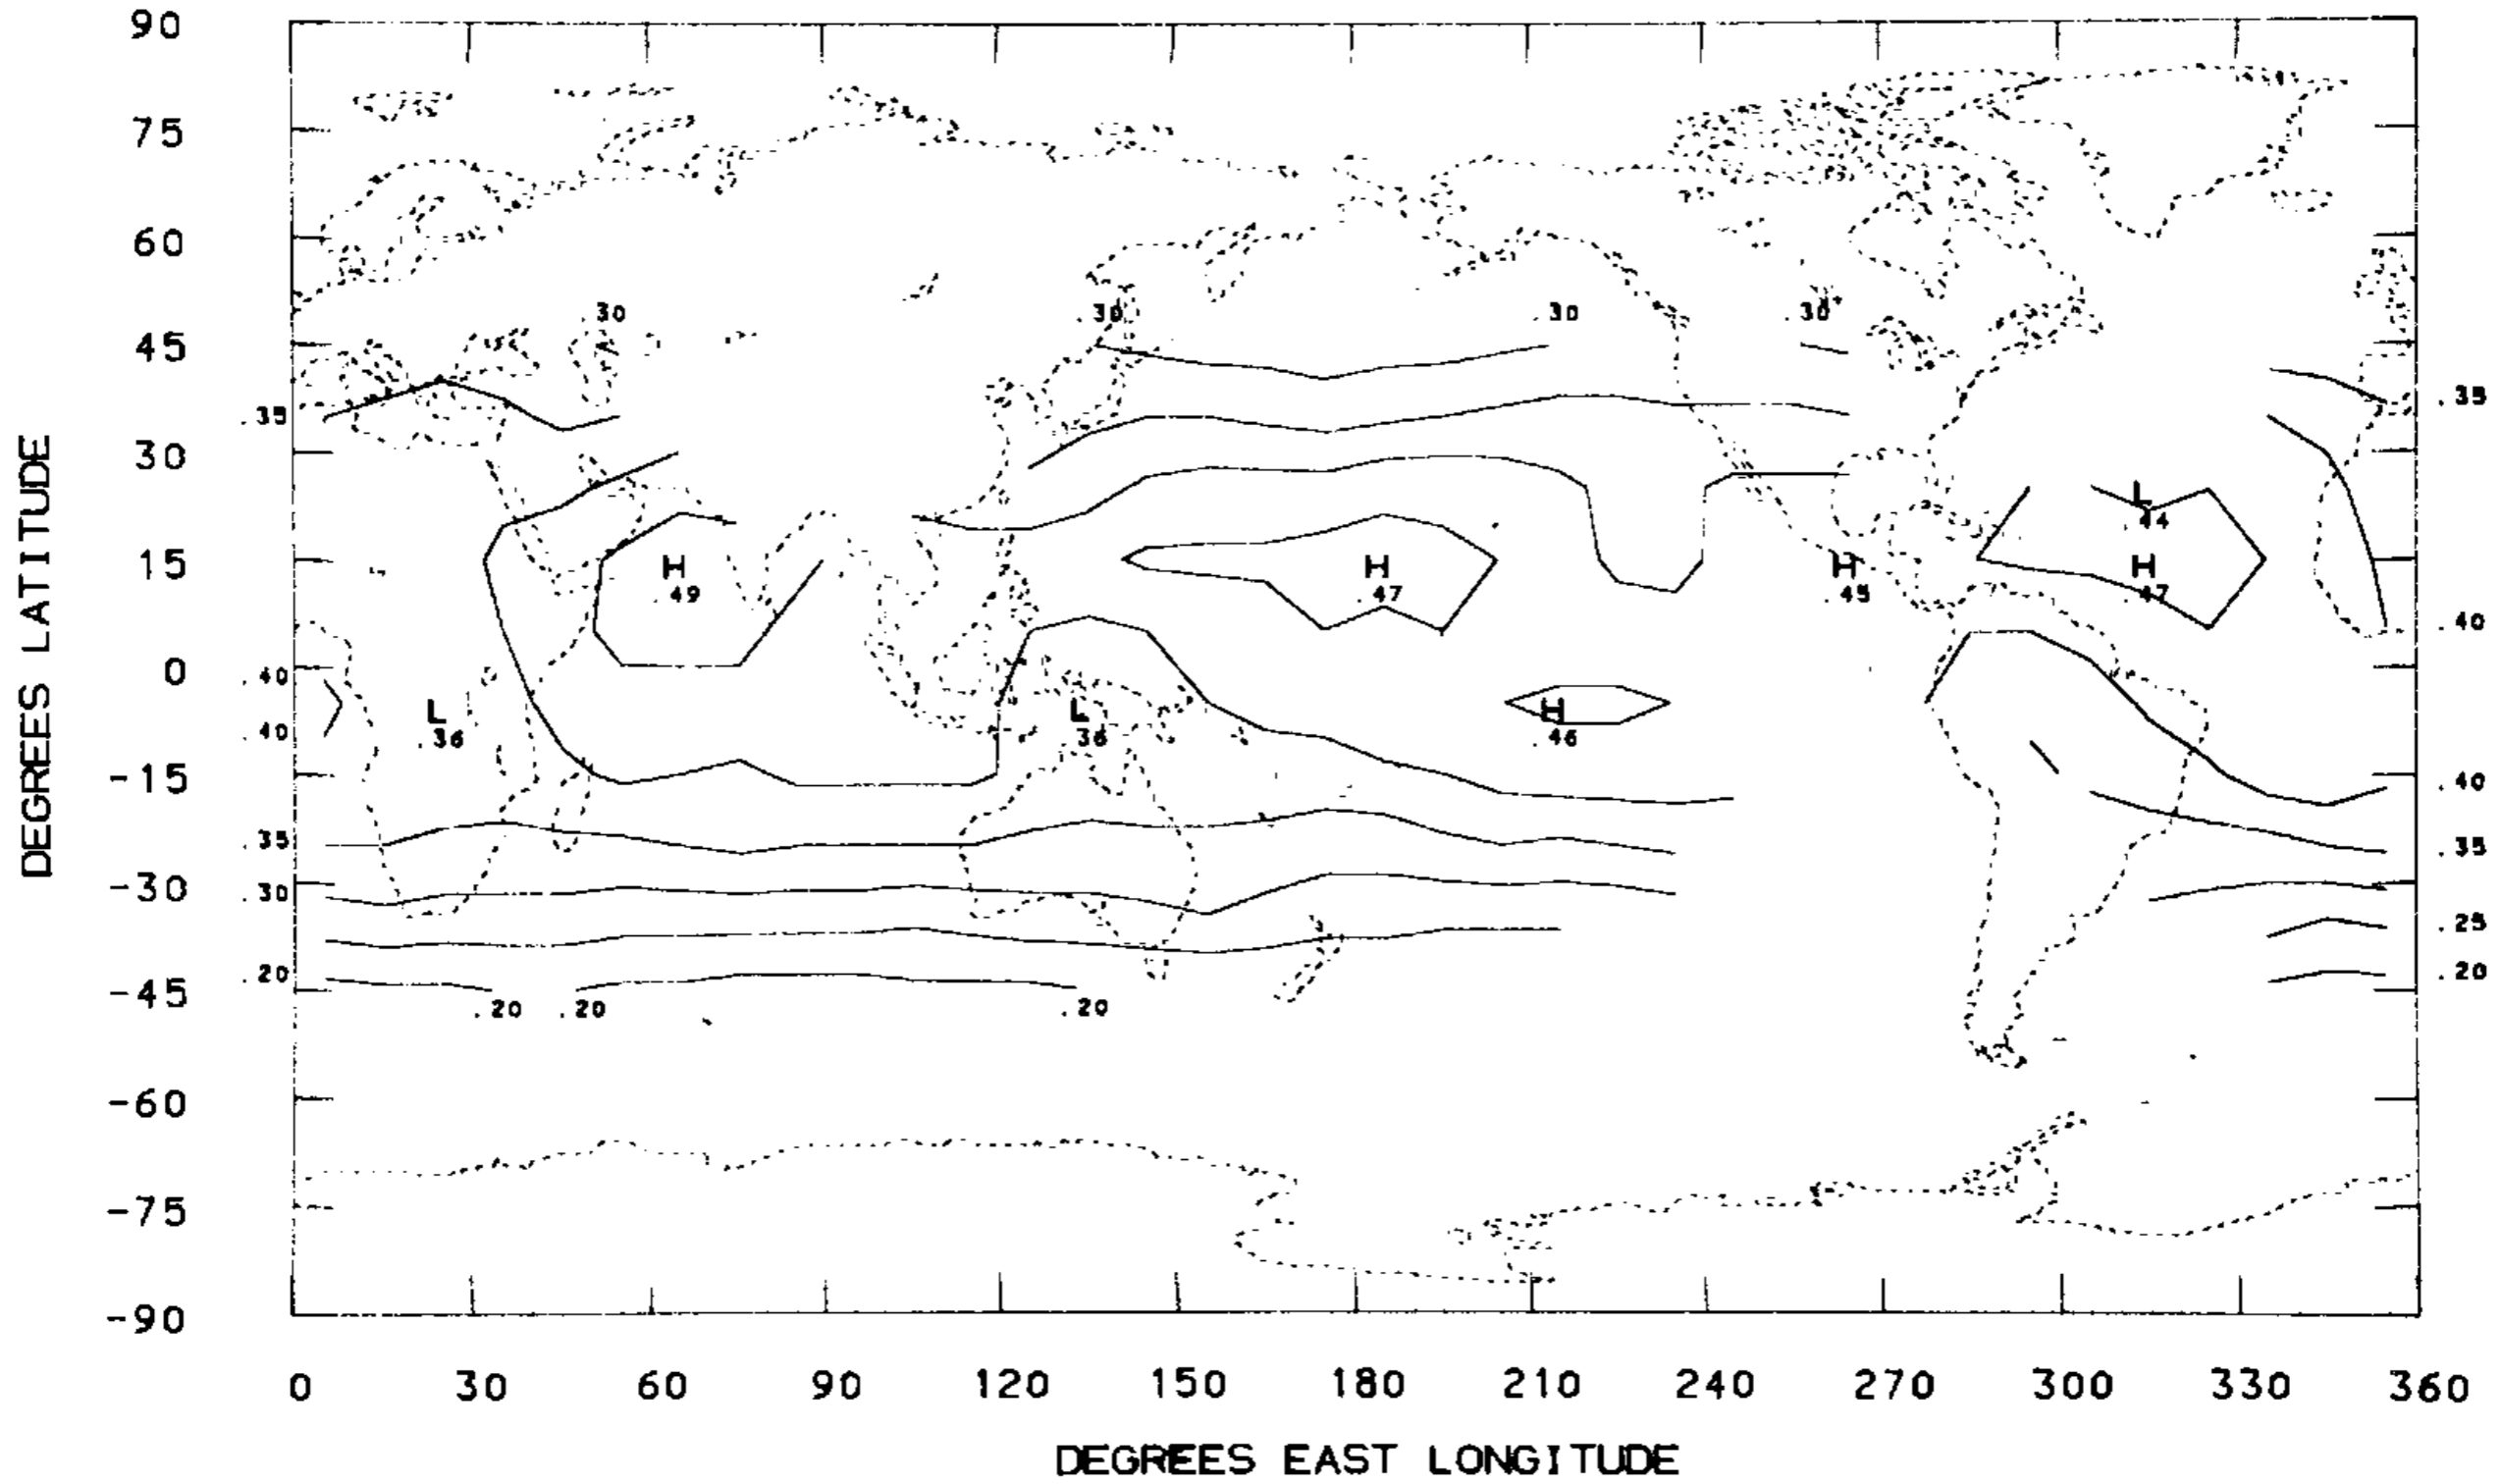 90
75
60
.30 .30 .30 .30
45
.35 .35
30
L
.44
15
H H H H
.49 .47 .45 .47
.40
0
.40
L L H
.36 .36 .46
.40
-15
.40
.35 .35
-30
.30
.25
.20 .20
-45
.20 .20 .20
-60
-75
-90
0 30 60 90 120 150 180 210 240 270 300 330 360
DEGREES EAST LONGITUDE
DEGREES LATITUDE